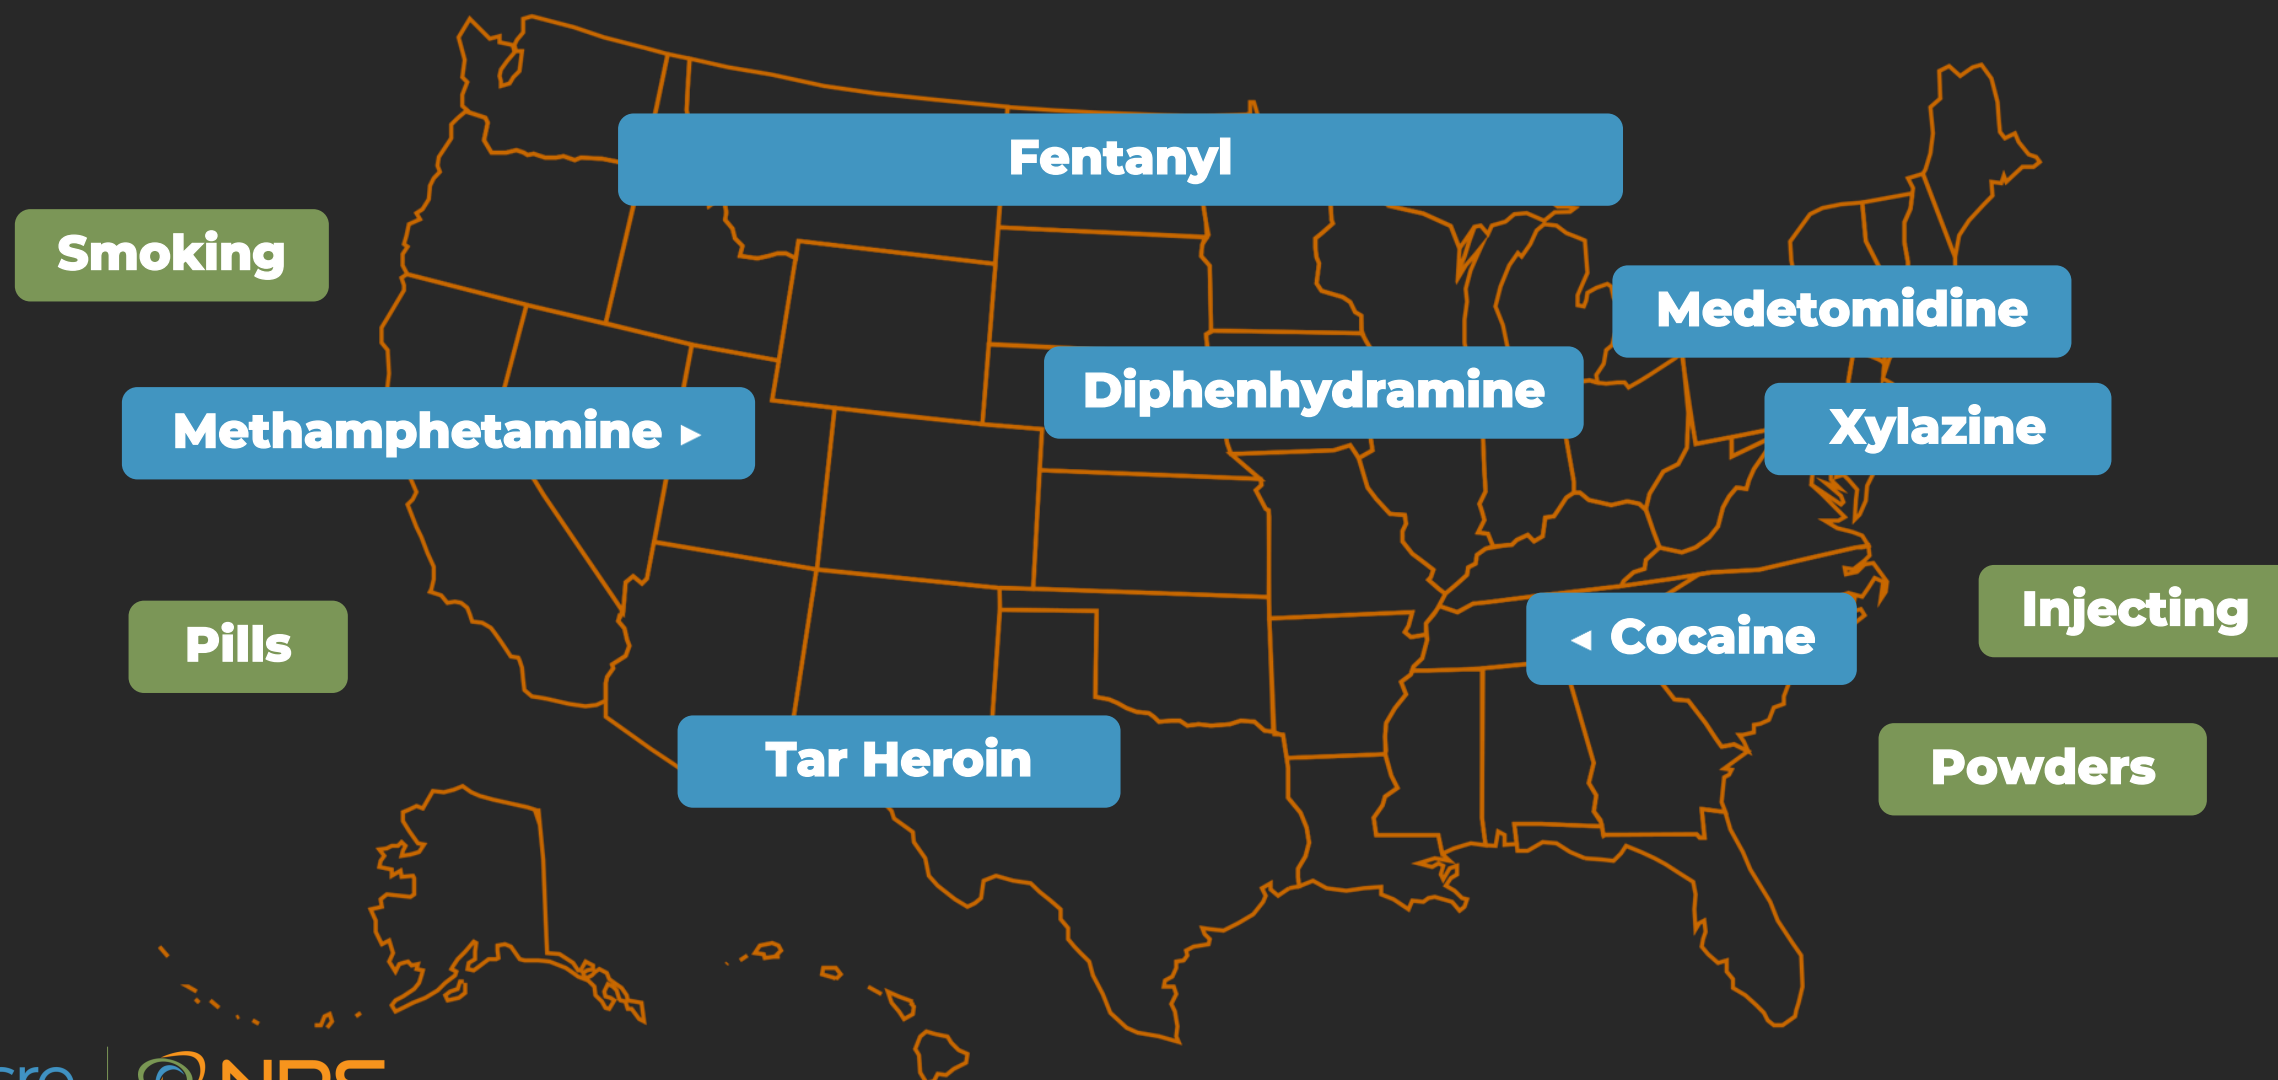 Fentanyl
Smoking
Medetomidine
Diphenhydramine
Xylazine
Methamphetamine ▶
Injecting
◀ Cocaine
Pills
Tar Heroin
Powders